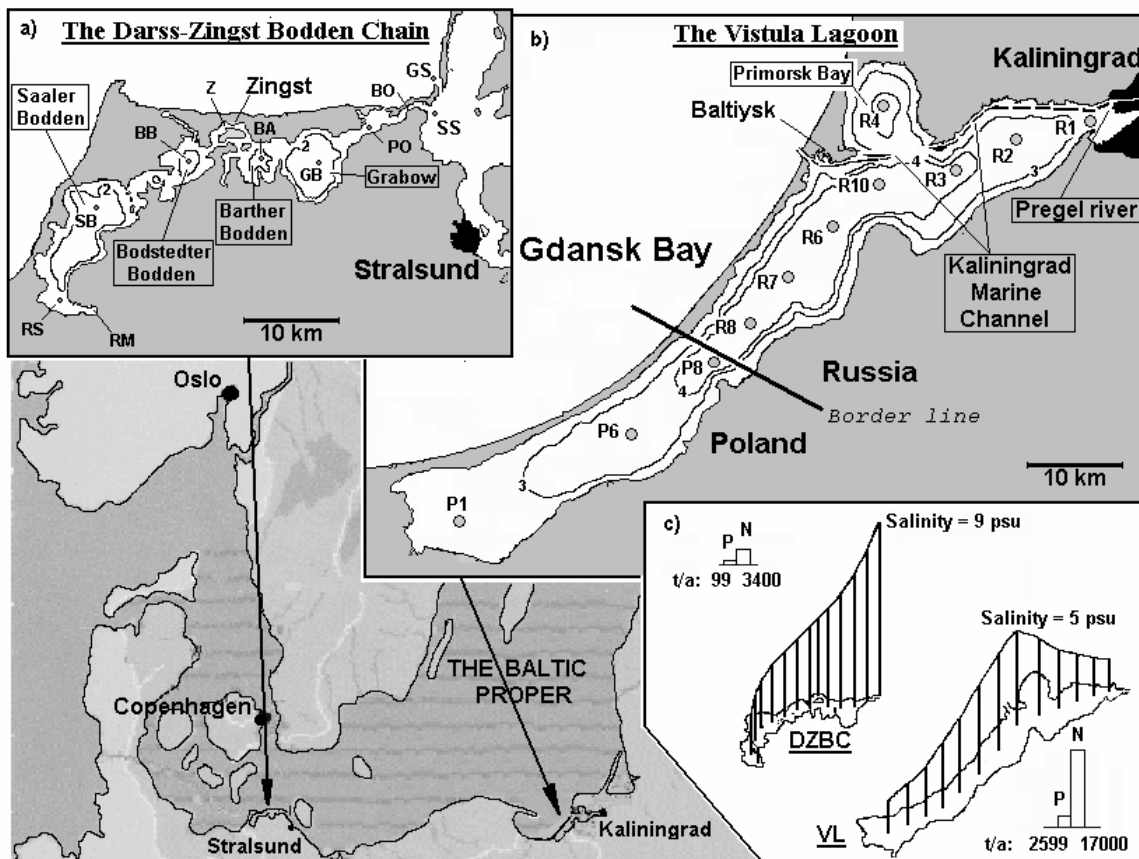 a)
The Darss-Zingst Bodden Chain
GS
BO
Z
Zingst
Saaler
Bodden
BB
BA
SS
2
PO
GB
Grabow
2
SB
Barther
Bodden
Bodstedter
Bodden
Stralsund
RS
RM
10 km
b)
The Vistula Lagoon
Kaliningrad
Primorsk Bay
Baltiysk
R4
R1
4
R2
R3
3
R10
Pregel river
R6
Gdansk Bay
Kaliningrad
Marine
Channel
R7
R8
P8
Russia
4
Border line
P6
Poland
3
10 km
P1
Oslo
THE BALTIC
PROPER
Copenhagen
Stralsund
Kaliningrad
c)
Salinity = 9 psu
P
N
t/a: 99 3400
Salinity = 5 psu
DZBC
N
P
VL
t/a: 2599 17000